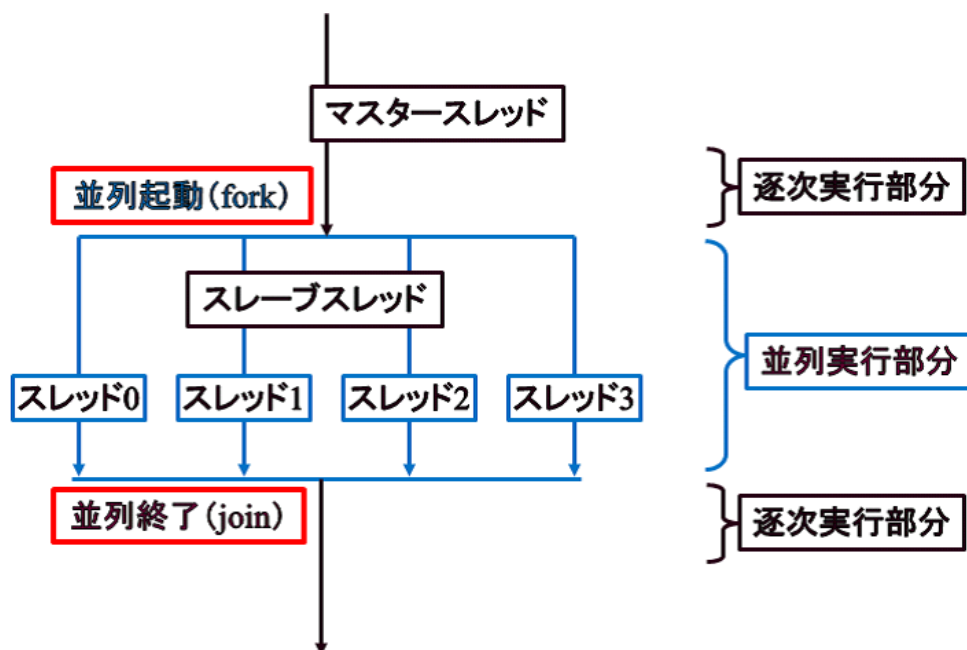 マスタースレッド
並列起動(fork)
逐次実行部分
スレーブスレッド
並列実行部分
スレッド0
スレッド1
スレッド2
スレッド3
並列終了(join)
逐次実行部分